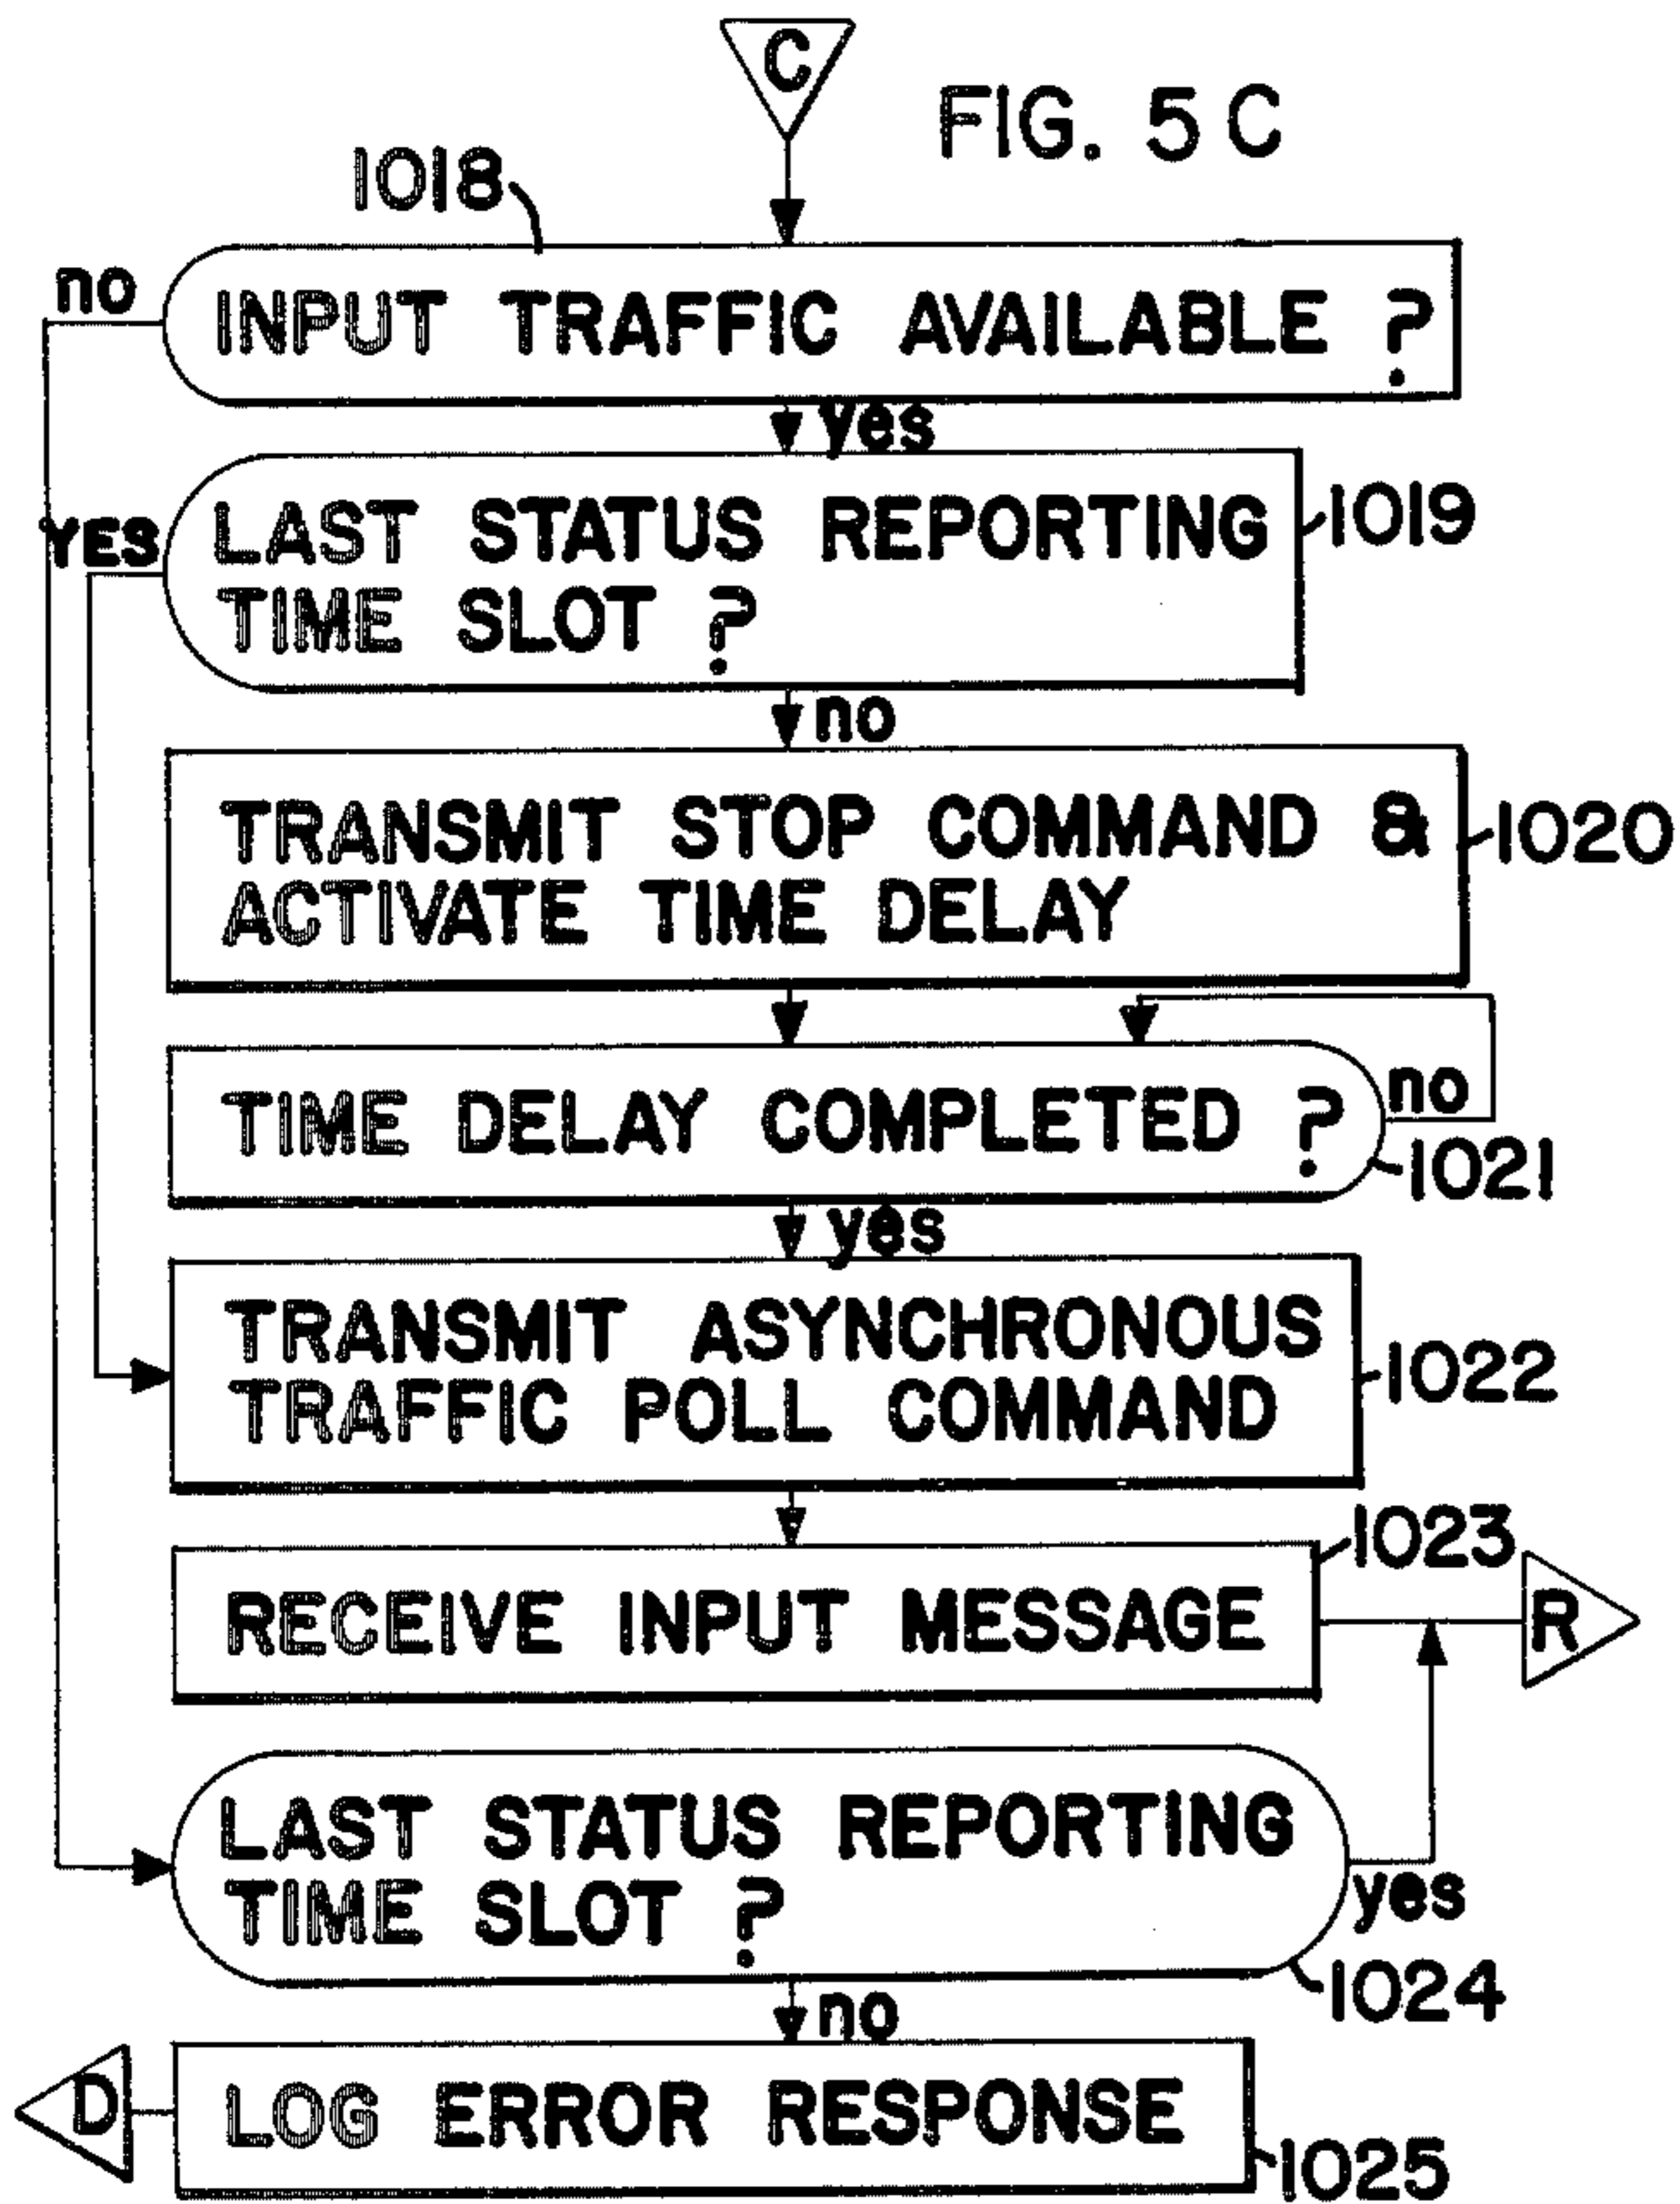 C
FIG. 5C
1018
no
INPUT TRAFFIC AVAILABLE ?
yes
YES
LAST STATUS REPORTING
TIME SLOT ?
1019
no
TRANSMIT STOP COMMAND &
ACTIVATE TIME DELAY
1020
TIME DELAY COMPLETED ?
no
1021
yes
TRANSMIT ASYNCHRONOUS
TRAFFIC POLL COMMAND
1022
1023
RECEIVE INPUT MESSAGE
R
LAST STATUS REPORTING
TIME SLOT ?
yes
1024
no
D
LOG ERROR RESPONSE
1025